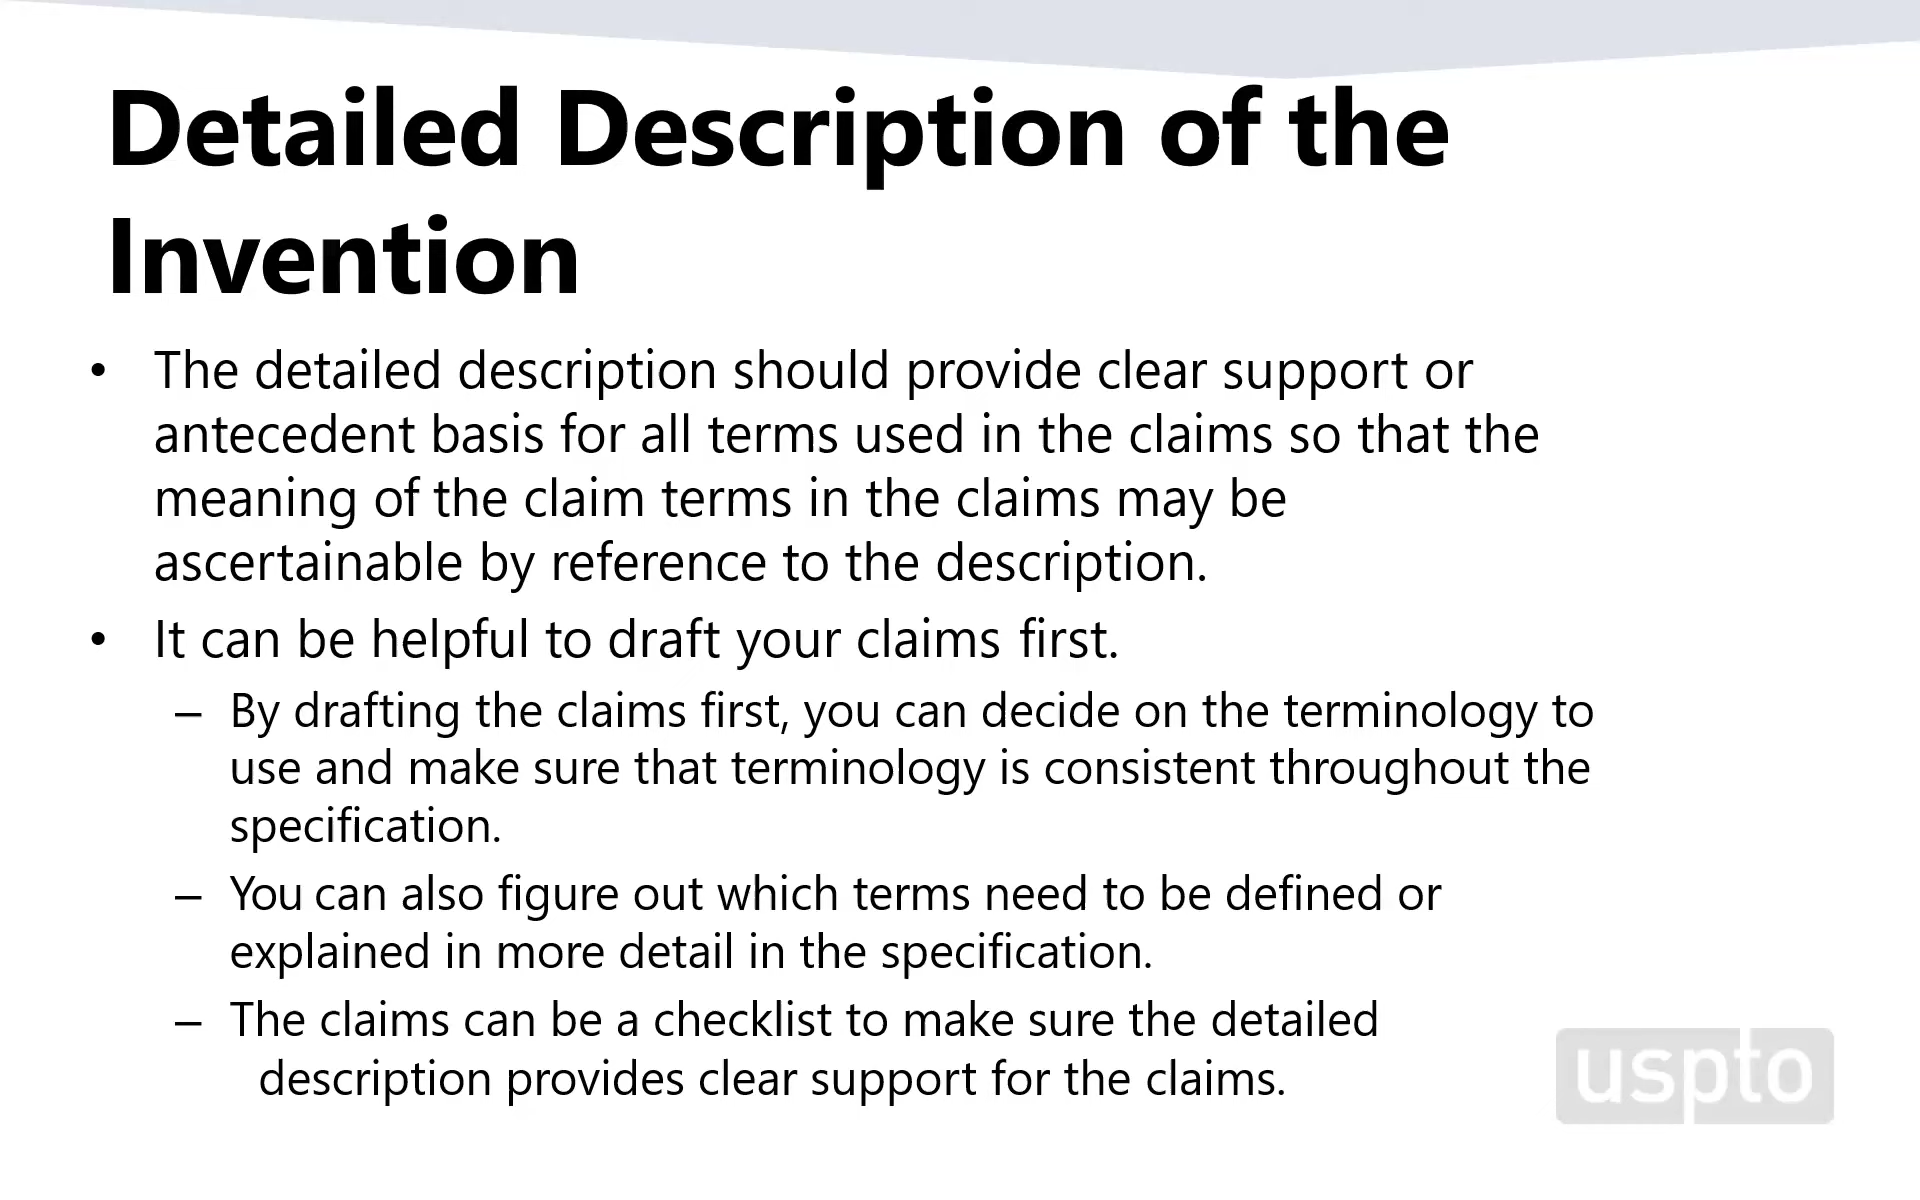 Detailed Description of the
Invention
• The detailed description should provide clear support or
antecedent basis for all terms used in the claims so that the
meaning of the claim terms in the claims may be
ascertainable by reference to the description.
• It can be helpful to draft your claims first.
– By drafting the claims first, you can decide on the terminology to
use and make sure that terminology is consistent throughout the
specification.
– You can also figure out which terms need to be defined or
explained in more detail in the specification.
– The claims can be a checklist to make sure the detailed
description provides clear support for the claims.
uspto